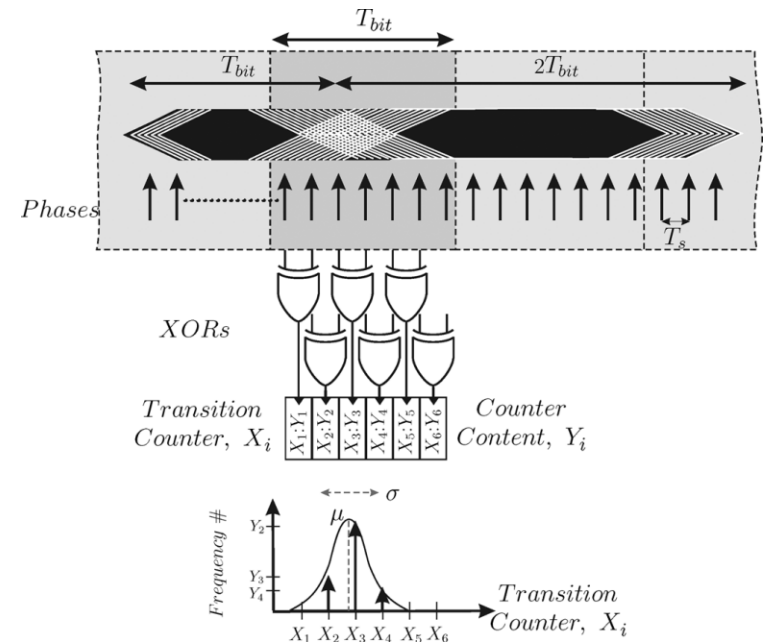 T_bit
T_bit
2T_bit
Phases
T_s
XORs
Transition
Counter, X_i
X_1:Y_1
X_2:Y_2
X_3:Y_3
X_4:Y_4
X_5:Y_5
X_6:Y_6
Counter
Content, Y_i
σ
μ
Frequency #
Y_2
Y_3
Y_4
X_1 X_2 X_3 X_4 X_5 X_6
Transition
Counter, X_i